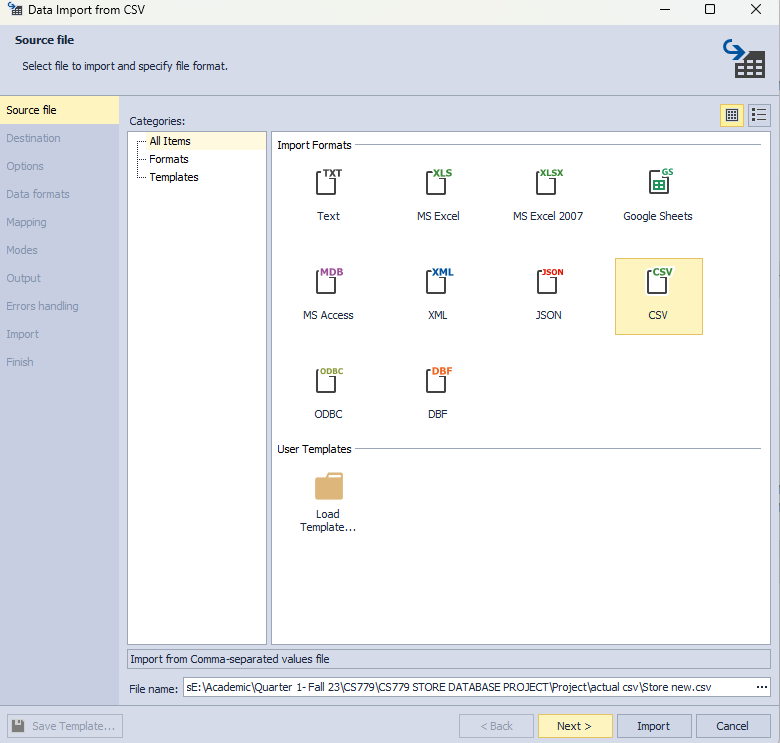 Data Import from CSV
Source file
Select file to import and specify file format.
Source file
Destination
Options
Data formats
Mapping
Modes
Output
Errors handling
Import
Finish
Categories:
All Items
Formats
Templates
Import Formats
TXT
XLS
XLSX
GS
Text
MS Excel
MS Excel 2007
Google Sheets
MDB
XML
JSON
CSV
MS Access
XML
JSON
CSV
ODBC
DBF
ODBC
DBF
User Templates
Load
Template...
Import from Comma-separated values file
File name:
sE:\Academic\Quarter 1- Fall 23\CS779\CS779 STORE DATABASE PROJECT\Project\actual csv\Store new.csv
...
Save Template...
< Back
Next >
Import
Cancel